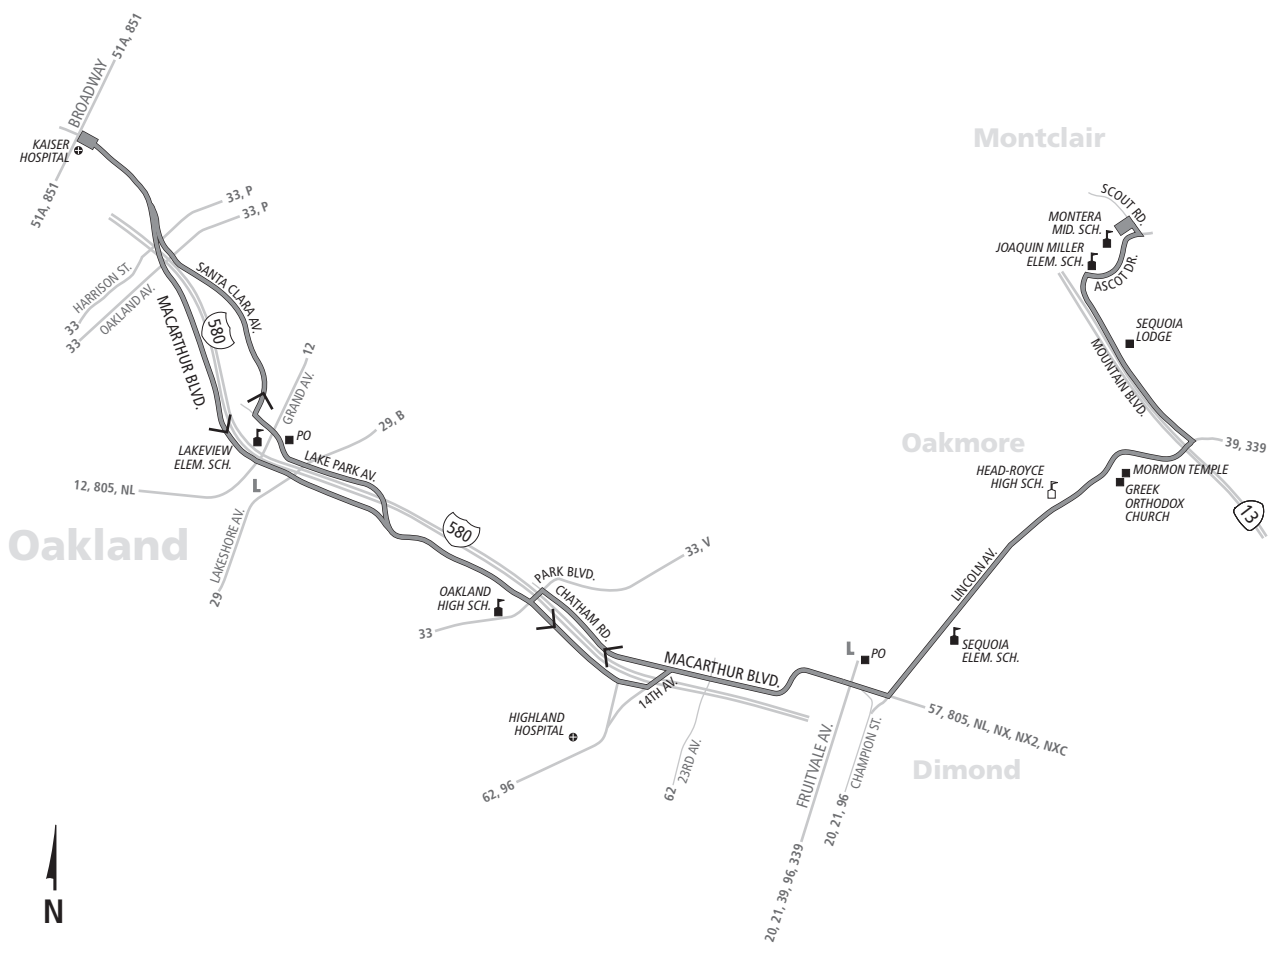 51A, 851
BROADWAY
KAISER
HOSPITAL
51A, 851
33, P
33, P
HARRISON ST.
33
OAKLAND AV.
33
SANTA CLARA AV.
MACARTHUR BLVD.
580
12
GRAND AV.
PO
29, B
LAKEVIEW
ELEM. SCH.
LAKE PARK AV.
12, 805, NL
L
LAKESHORE AV.
29
Oakland
580
OAKLAND
HIGH SCH.
33
PARK BLVD.
33, V
CHATHAM RD.
MACARTHUR BLVD.
14TH AV.
HIGHLAND
HOSPITAL
62, 96
62
23RD AV.
L
PO
FRUITVALE AV.
CHAMPION ST.
20, 21, 96
20, 21, 39, 96, 339
57, 805, NL, NX, NX2, NXC
Dimond
SEQUOIA
ELEM. SCH.
LINCOLN AV.
Oakmore
HEAD-ROYCE
HIGH SCH.
MORMON TEMPLE
GREEK
ORTHODOX
CHURCH
39, 339
13
MOUNTAIN BLVD.
SEQUOIA
LODGE
ASCOT DR.
JOAQUIN MILLER
ELEM. SCH.
MONTERA
MID. SCH.
SCOUT RD.
Montclair
N